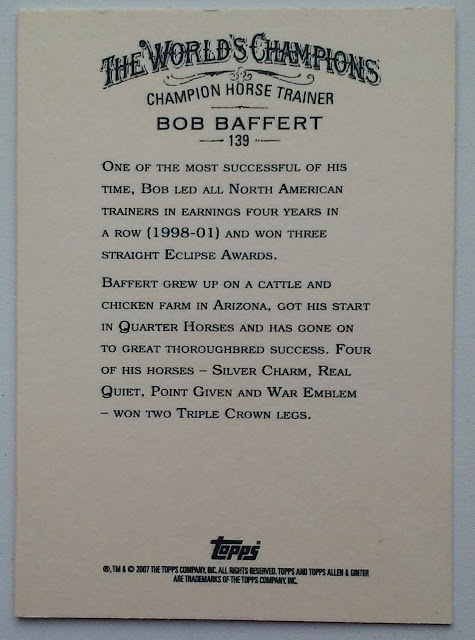 THE WORLD'S CHAMPIONS
CHAMPION HORSE TRAINER
BOB BAFFERT
139
ONE OF THE MOST SUCCESSFUL OF HIS
TIME, BOB LED ALL NORTH AMERICAN
TRAINERS IN EARNINGS FOUR YEARS IN
A ROW (1998-01) AND WON THREE
STRAIGHT ECLIPSE AWARDS.
BAFFERT GREW UP ON A CATTLE AND
CHICKEN FARM IN ARIZONA, GOT HIS START
IN QUARTER HORSES AND HAS GONE ON
TO GREAT THOROUGHBRED SUCCESS. FOUR
OF HIS HORSES – SILVER CHARM, REAL
QUIET, POINT GIVEN AND WAR EMBLEM
– WON TWO TRIPLE CROWN LEGS.
topps®
®, TM & © 2007 THE TOPPS COMPANY, INC. ALL RIGHTS RESERVED. TOPPS AND TOPPS ALLEN & GINTER
ARE TRADEMARKS OF THE TOPPS COMPANY, INC.